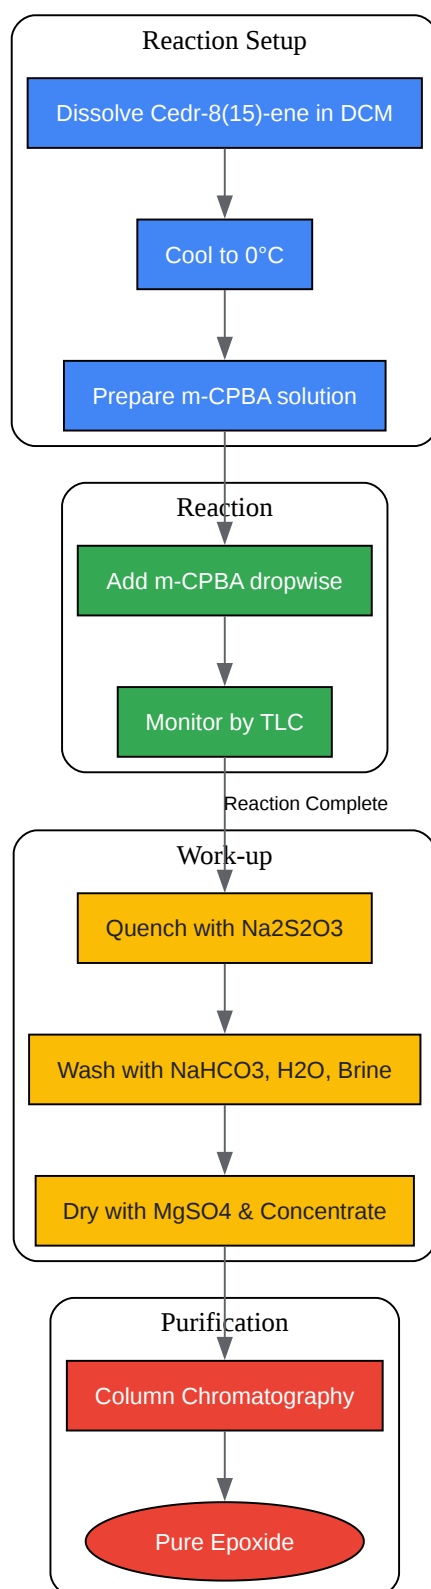 Reaction Setup
Dissolve Cedr-8(15)-ene in DCM
Cool to 0°C
Prepare m-CPBA solution
Reaction
Add m-CPBA dropwise
Monitor by TLC
Reaction Complete
Work-up
Quench with Na2S2O3
Wash with NaHCO3, H2O, Brine
Dry with MgSO4 & Concentrate
Purification
Column Chromatography
Pure Epoxide